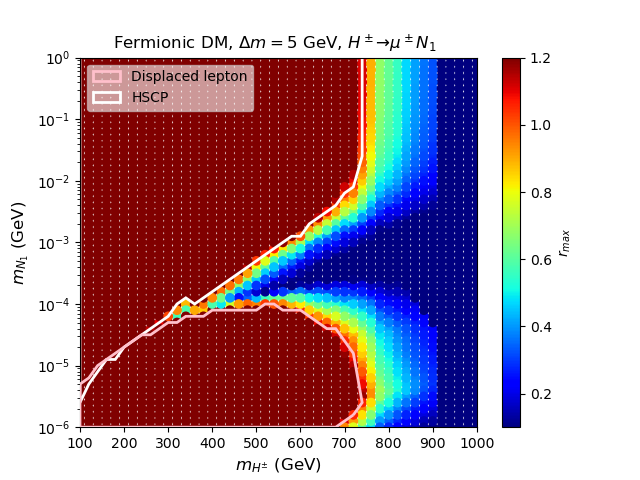 Fermionic DM, Δm = 5 GeV, H^± → μ^± N_1
Displaced lepton
HSCP
10^0
10^−1
10^−2
10^−3
10^−4
10^−5
10^−6
m_{N_1} (GeV)
100 200 300 400 500 600 700 800 900 1000
m_{H^±} (GeV)
1.2
1.0
0.8
0.6
0.4
0.2
r_{max}